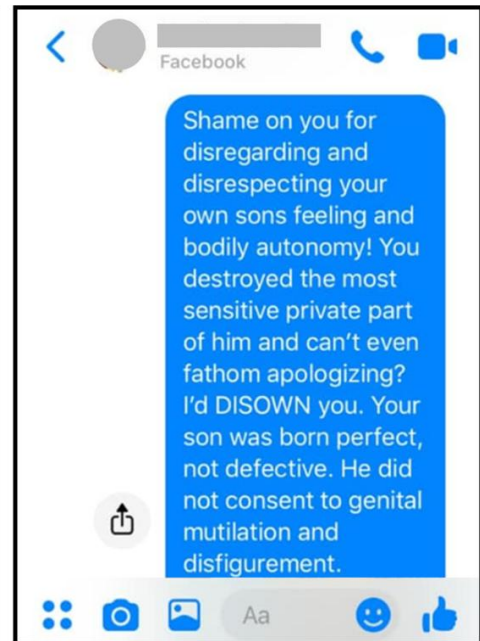 Facebook
Shame on you for
disregarding and
disrespecting your
own sons feeling and
bodily autonomy! You
destroyed the most
sensitive private part
of him and can't even
fathom apologizing?
I'd DISOWN you. Your
son was born perfect,
not defective. He did
not consent to genital
mutilation and
disfigurement.
Aa